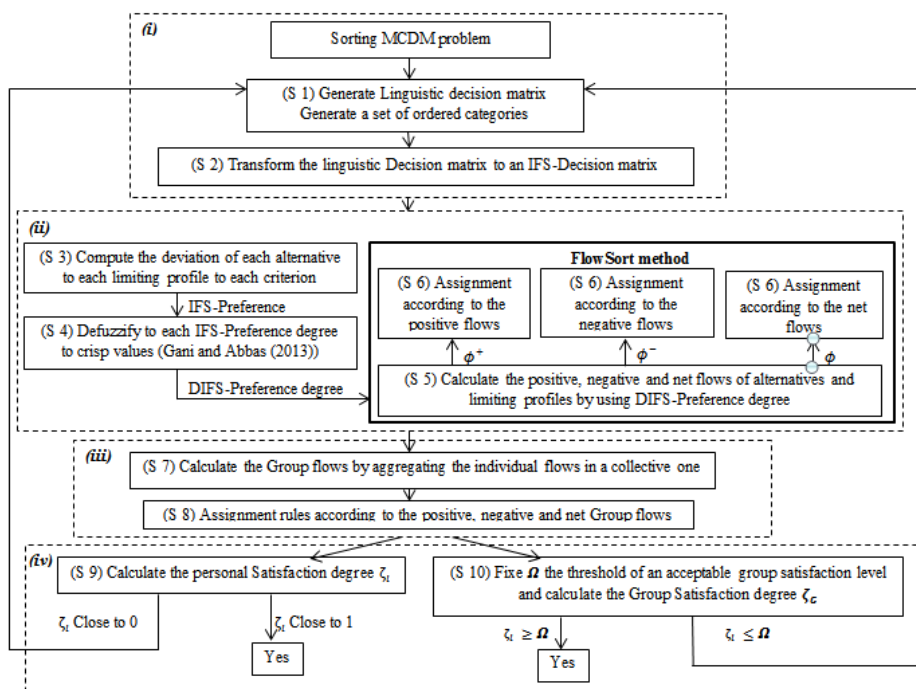 (i)
Sorting MCDM problem
(S 1) Generate Linguistic decision matrix
Generate a set of ordered categories
(S 2) Transform the linguistic Decision matrix to an IFS-Decision matrix
(ii)
(S 3) Compute the deviation of each alternative
to each limiting profile to each criterion
IFS-Preference
(S 4) Defuzzify to each IFS-Preference degree
to crisp values (Gani and Abbas (2013))
DIFS-Preference degree
FlowSort method
(S 6) Assignment
according to the
positive flows
(S 6) Assignment
according to the
negative flows
(S 6) Assignment
according to the net
flows
ϕ⁺
ϕ⁻
ϕ
(S 5) Calculate the positive, negative and net flows of alternatives and
limiting profiles by using DIFS-Preference degree
(iii)
(S 7) Calculate the Group flows by aggregating the individual flows in a collective one
(S 8) Assignment rules according to the positive, negative and net Group flows
(iv)
(S 9) Calculate the personal Satisfaction degree ζ_l
ζ_l Close to 0
ζ_l Close to 1
Yes
(S 10) Fixe Ω the threshold of an acceptable group satisfaction level
and calculate the Group Satisfaction degree ζ_G
ζ_l ≥ Ω
ζ_l ≤ Ω
Yes